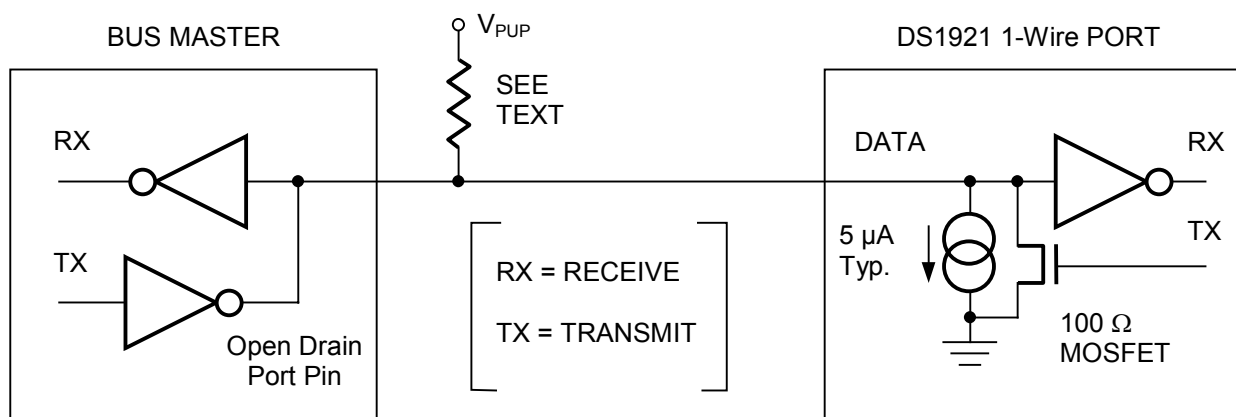 BUS MASTER
V_PUP
DS1921 1-Wire PORT
SEE
TEXT
RX
DATA
RX
TX
TX
5 µA
Typ.
RX = RECEIVE
TX = TRANSMIT
Open Drain
Port Pin
100 Ω
MOSFET